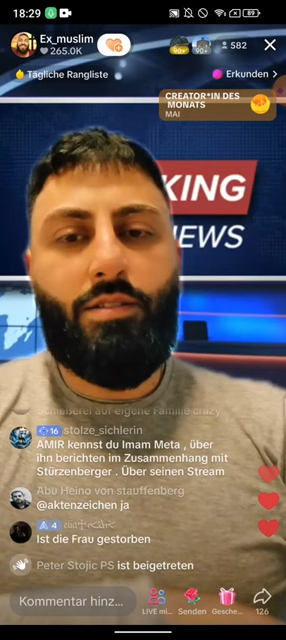 18:29
89
Ex_muslim
265.0K
90+
90+
582
Tägliche Rangliste
Erkunden
CREATOR*IN DES
MONATS
MAI
KING
NEWS
Schießerei auf eigene Familie crazy
16 stolze_sichlerin
AMIR kennst du Imam Meta , über
ihn berichten im Zusammenhang mit
Stürzenberger . Über seinen Stream
Abu Heino von stauffenberg
@aktenzeichen ja
4
Ist die Frau gestorben
Peter Stojic PS ist beigetreten
Kommentar hinz...
LIVE mi...
Senden
Gesche...
126